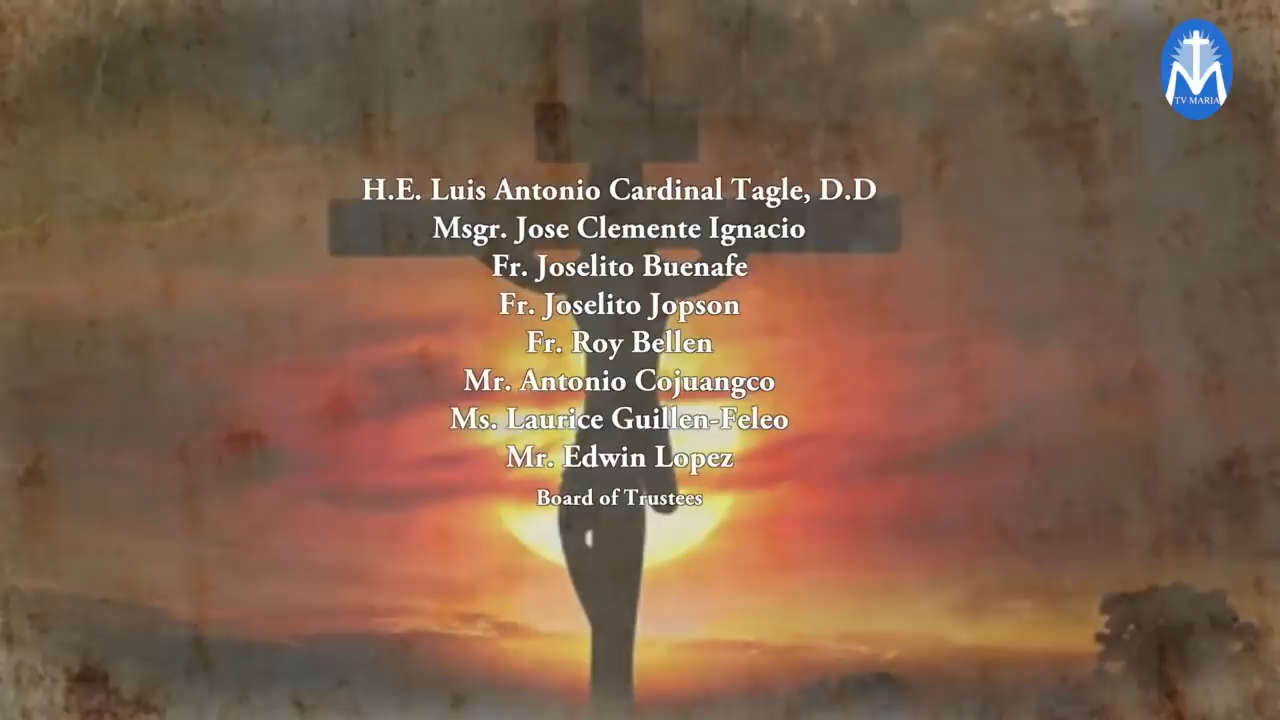 TV MARIA
H.E. Luis Antonio Cardinal Tagle, D.D
Msgr. Jose Clemente Ignacio
Fr. Joselito Buenafe
Fr. Joselito Jopson
Fr. Roy Bellen
Mr. Antonio Cojuangco
Ms. Laurice Guillen-Feleo
Mr. Edwin Lopez
Board of Trustees